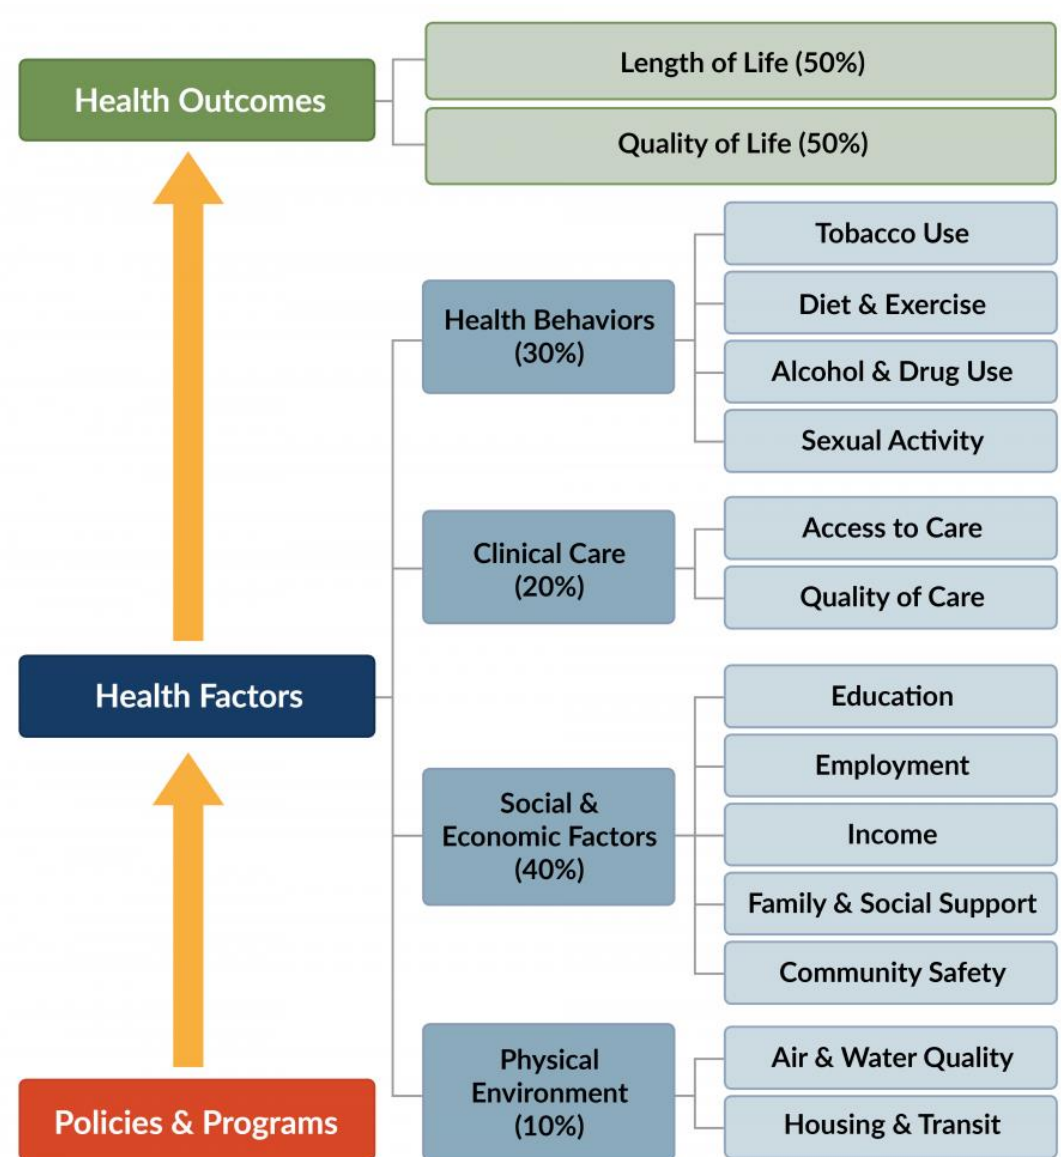 Health Outcomes
Length of Life (50%)
Quality of Life (50%)
Health Factors
Health Behaviors
(30%)
Tobacco Use
Diet & Exercise
Alcohol & Drug Use
Sexual Activity
Clinical Care
(20%)
Access to Care
Quality of Care
Social &
Economic Factors
(40%)
Education
Employment
Income
Family & Social Support
Community Safety
Physical
Environment
(10%)
Air & Water Quality
Housing & Transit
Policies & Programs